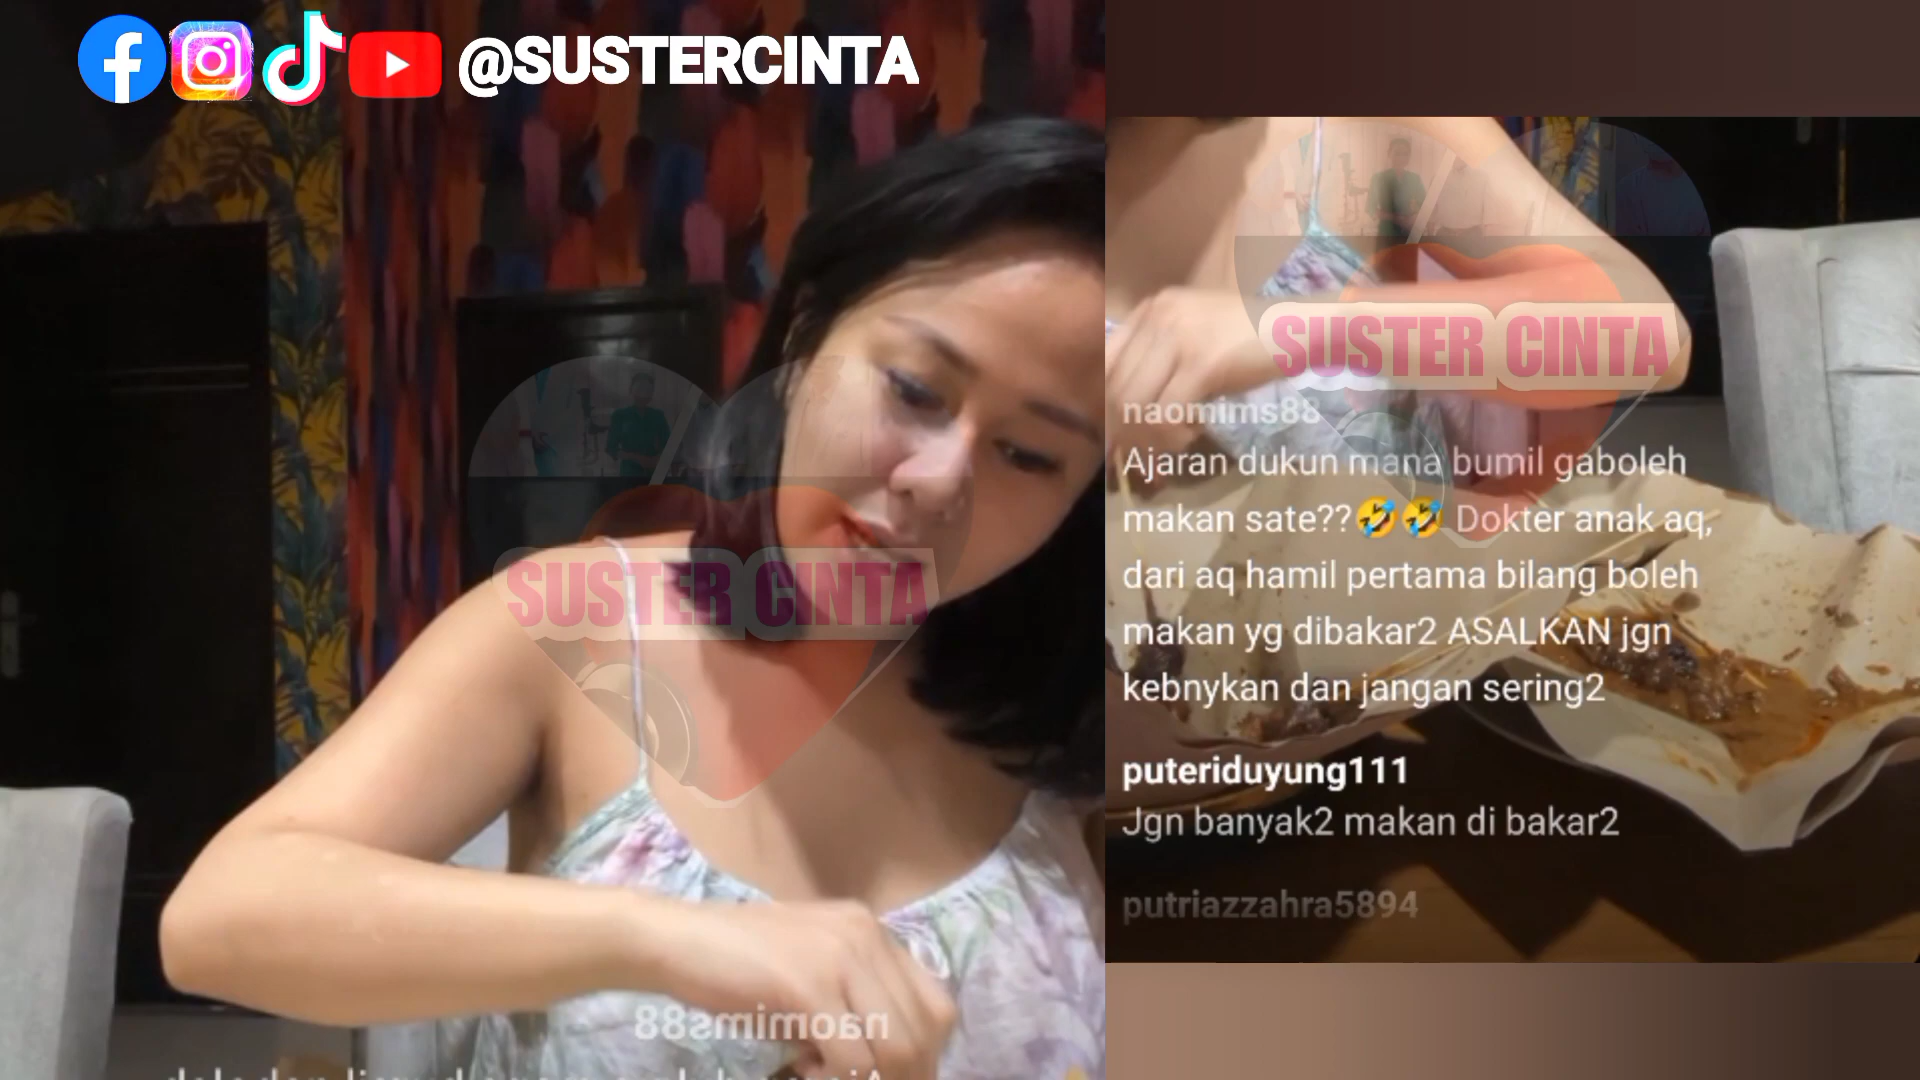 @SUSTERCINTA
SUSTER CINTA
naomims88
SUSTER CINTA
naomims88
Ajaran dukun mana bumil gaboleh
makan sate??🤣🤣 Dokter anak aq,
dari aq hamil pertama bilang boleh
makan yg dibakar2 ASALKAN jgn
kebnykan dan jangan sering2
puteriduyung111
Jgn banyak2 makan di bakar2
putriazzahra5894